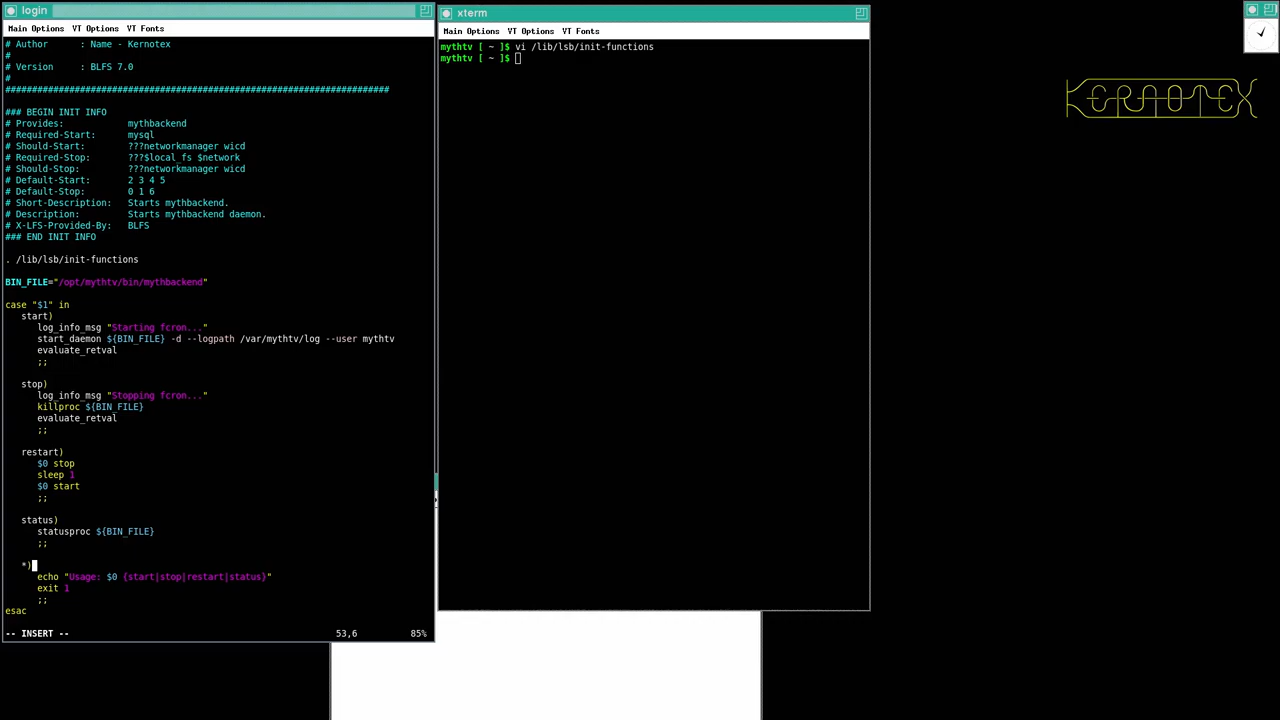 login
Main Options VT Options VT Fonts
# Author      : Name - Kernotex
#
# Version     : BLFS 7.0
#
########################################################################
### BEGIN INIT INFO
# Provides:            mythbackend
# Required-Start:      mysql
# Should-Start:        ???networkmanager wicd
# Required-Stop:       ???$local_fs $network
# Should-Stop:         ???networkmanager wicd
# Default-Start:       2 3 4 5
# Default-Stop:        0 1 6
# Short-Description:   Starts mythbackend.
# Description:         Starts mythbackend daemon.
# X-LFS-Provided-By:   BLFS
### END INIT INFO
. /lib/lsb/init-functions
BIN_FILE="/opt/mythtv/bin/mythbackend"
case "$1" in
   start)
      log_info_msg "Starting fcron..."
      start_daemon ${BIN_FILE} -d --logpath /var/mythtv/log --user mythtv
      evaluate_retval
      ;;
   stop)
      log_info_msg "Stopping fcron..."
      killproc ${BIN_FILE}
      evaluate_retval
      ;;
   restart)
      $0 stop
      sleep 1
      $0 start
      ;;
   status)
      statusproc ${BIN_FILE}
      ;;
   *)
      echo "Usage: $0 {start|stop|restart|status}"
      exit 1
      ;;
esac
-- INSERT --                                                  53,6          85%
xterm
Main Options VT Options VT Fonts
mythtv [ ~ ]$ vi /lib/lsb/init-functions
mythtv [ ~ ]$
KERNOTEX